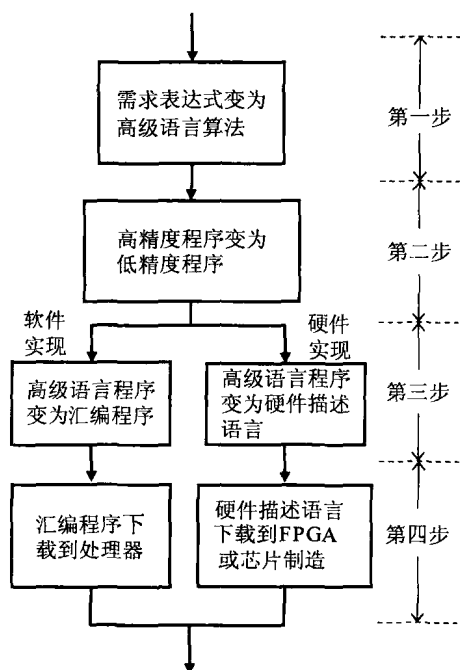 需求表达式变为
高级语言算法
第一步
高精度程序变为
低精度程序
第二步
软件
实现
硬件
实现
高级语言程序
变为汇编程序
高级语言程序
变为硬件描述
语言
第三步
汇编程序下
载到处理器
硬件描述语言
下载到FPGA
或芯片制造
第四步